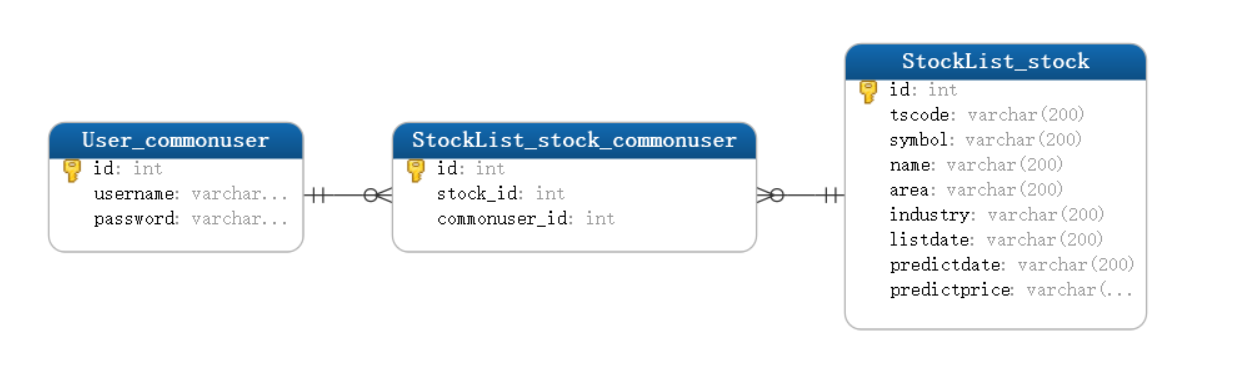 User_commonuser
id: int
username: varchar...
password: varchar...
StockList_stock_commonuser
id: int
stock_id: int
commonuser_id: int
StockList_stock
id: int
tscode: varchar(200)
symbol: varchar(200)
name: varchar(200)
area: varchar(200)
industry: varchar(200)
listdate: varchar(200)
predictdate: varchar(200)
predictprice: varchar(...